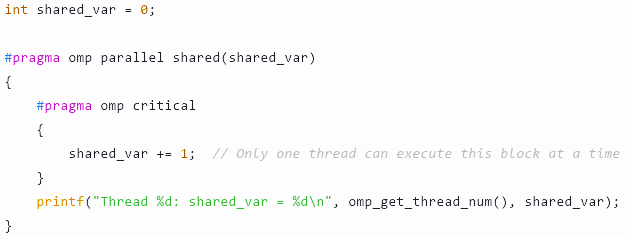 int shared_var = 0;

#pragma omp parallel shared(shared_var)
{
    #pragma omp critical
    {
        shared_var += 1;  // Only one thread can execute this block at a time
    }
    printf("Thread %d: shared_var = %d\n", omp_get_thread_num(), shared_var);
}